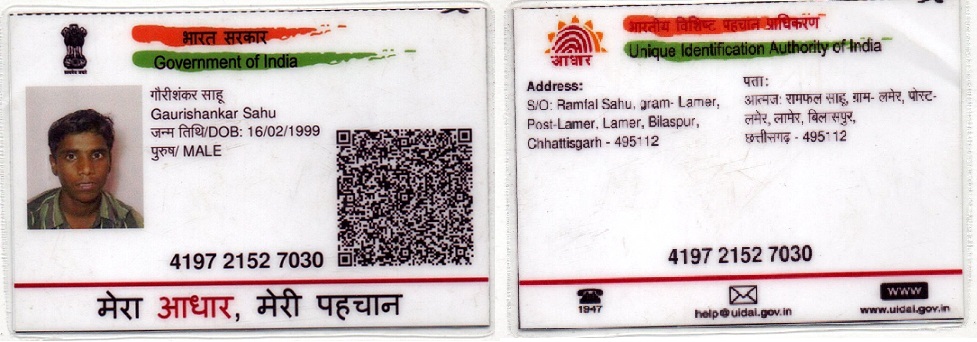 भारत सरकार
Government of India
गौरीशंकर साहू
Gaurishankar Sahu
जन्म तिथि/DOB: 16/02/1999
पुरुष/ MALE
4197 2152 7030
मेरा आधार, मेरी पहचान
भारतीय विशिष्ट पहचान प्राधिकरण
Unique Identification Authority of India
आधार
Address:
S/O: Ramfal Sahu, gram- Lamer,
Post-Lamer, Lamer, Bilaspur,
Chhattisgarh - 495112
पता:
आत्मज: रामफल साहू, ग्राम- लमेर, पोस्ट-
लमेर, लामेर, बिलासपुर,
छत्तीसगढ़ - 495112
4197 2152 7030
1947
help@uidai.gov.in
WWW
www.uidai.gov.in